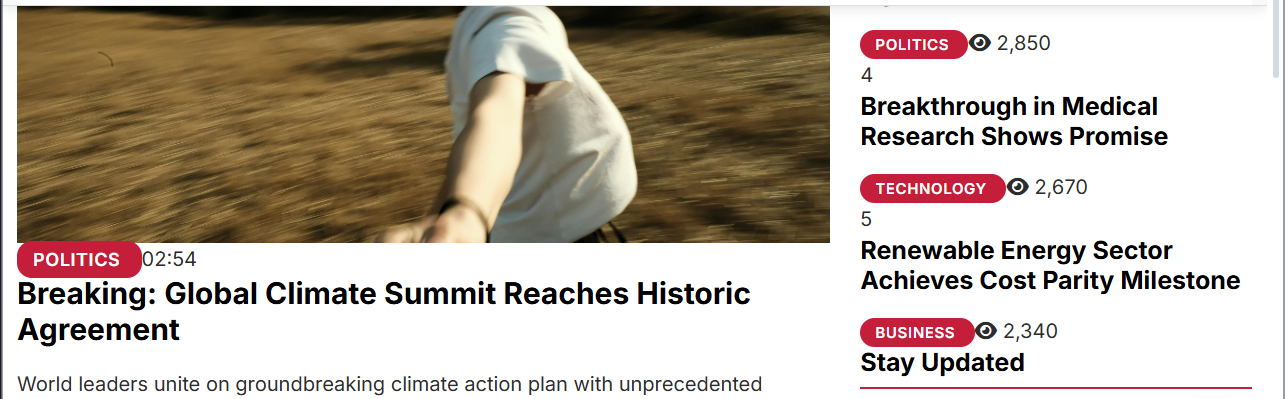 POLITICS 02:54
Breaking: Global Climate Summit Reaches Historic
Agreement
World leaders unite on groundbreaking climate action plan with unprecedented
POLITICS 2,850
4
Breakthrough in Medical
Research Shows Promise
TECHNOLOGY 2,670
5
Renewable Energy Sector
Achieves Cost Parity Milestone
BUSINESS 2,340
Stay Updated